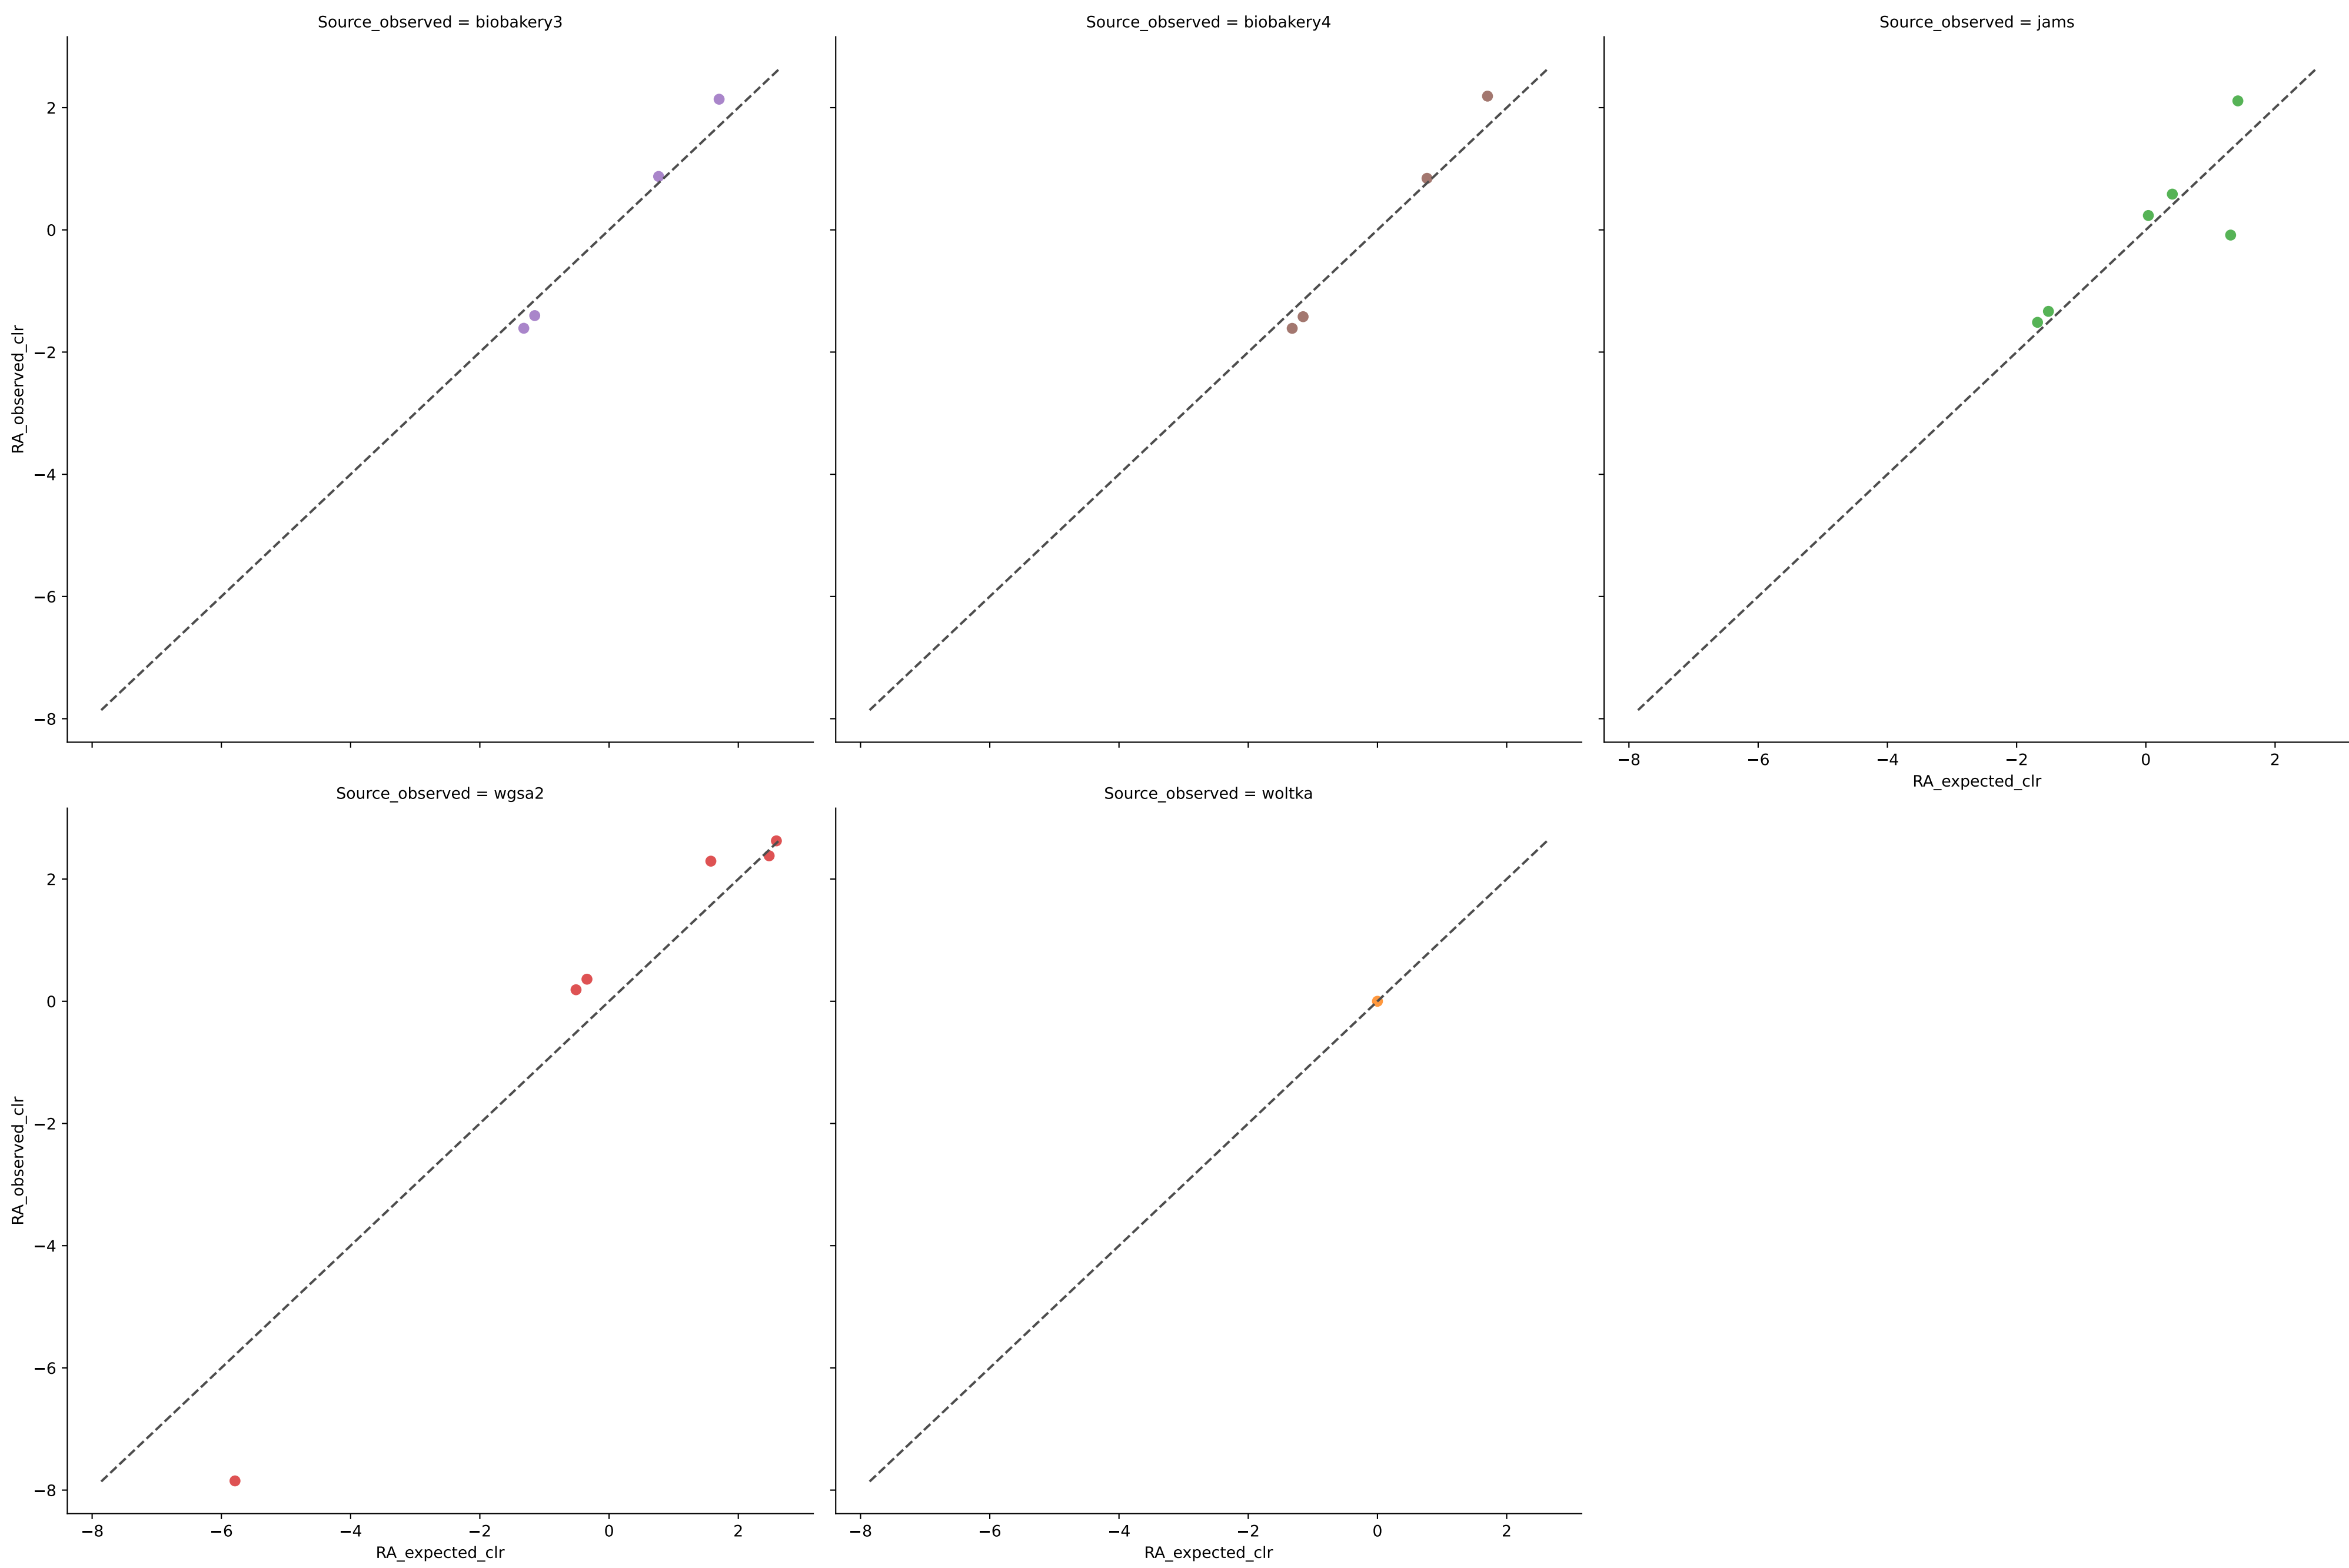 Source_observed = biobakery3
Source_observed = biobakery4
Source_observed = jams
RA_observed_clr
2
0
−2
−4
−6
−8
−8 −6 −4 −2 0 2
RA_expected_clr
Source_observed = wgsa2
Source_observed = woltka
RA_observed_clr
2
0
−2
−4
−6
−8
−8 −6 −4 −2 0 2
RA_expected_clr
−8 −6 −4 −2 0 2
RA_expected_clr